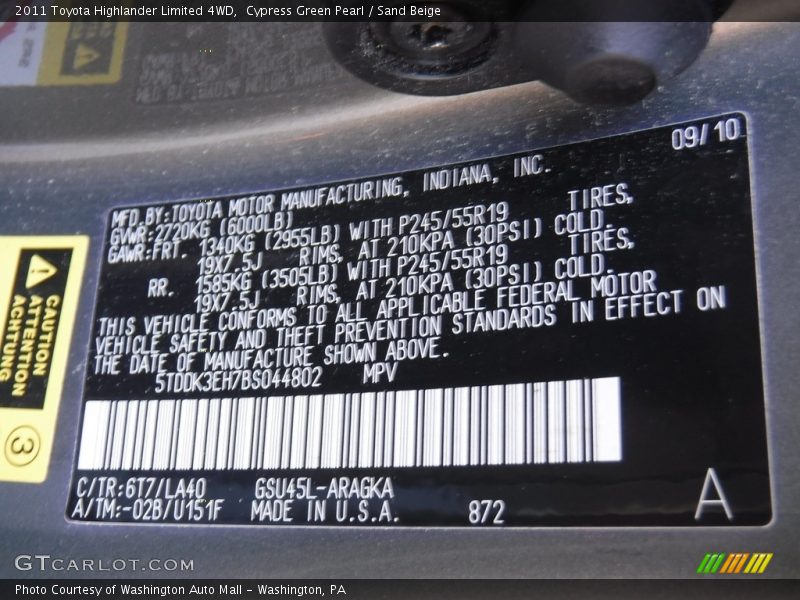 2011 Toyota Highlander Limited 4WD,  Cypress Green Pearl / Sand Beige
09/10
MFD. BY: TOYOTA MOTOR MANUFACTURING, INDIANA, INC.
GVWR: 2720KG (6000LB)
GAWR: FRT. 1340KG (2955LB) WITH P245/55R19 TIRES,
19X7.5J RIMS, AT 210KPA (30PSI) COLD.
RR. 1585KG (3505LB) WITH P245/55R19 TIRES,
19X7.5J RIMS, AT 210KPA (30PSI) COLD.
THIS VEHICLE CONFORMS TO ALL APPLICABLE FEDERAL MOTOR
VEHICLE SAFETY AND THEFT PREVENTION STANDARDS IN EFFECT ON
THE DATE OF MANUFACTURE SHOWN ABOVE.
5TDDK3EH7BS044802 MPV
C/TR: 6T7/LA40 GSU45L-ARAGKA
A/TM: -02B/U151F MADE IN U.S.A. 872 A
CAUTION
ATTENTION
ACHTUNG
3
GTCARLOT.COM
Photo Courtesy of Washington Auto Mall – Washington, PA